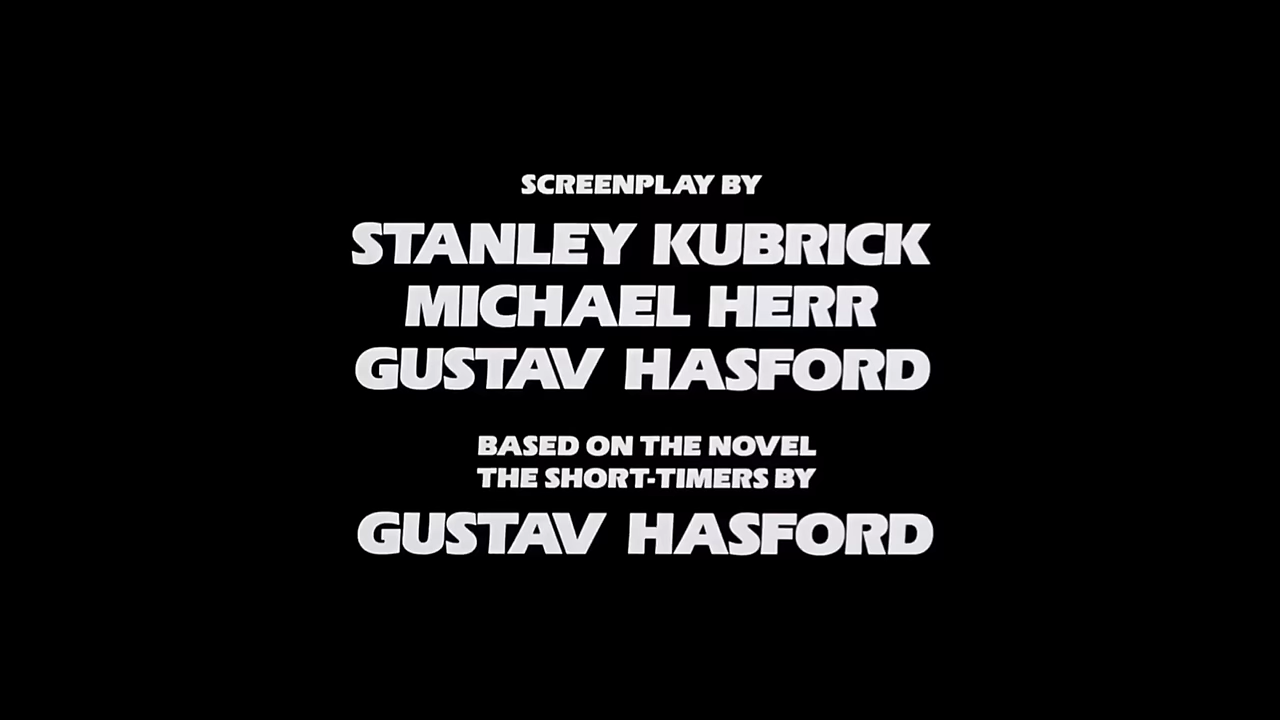 SCREENPLAY BY
STANLEY KUBRICK
MICHAEL HERR
GUSTAV HASFORD
BASED ON THE NOVEL
THE SHORT-TIMERS BY
GUSTAV HASFORD